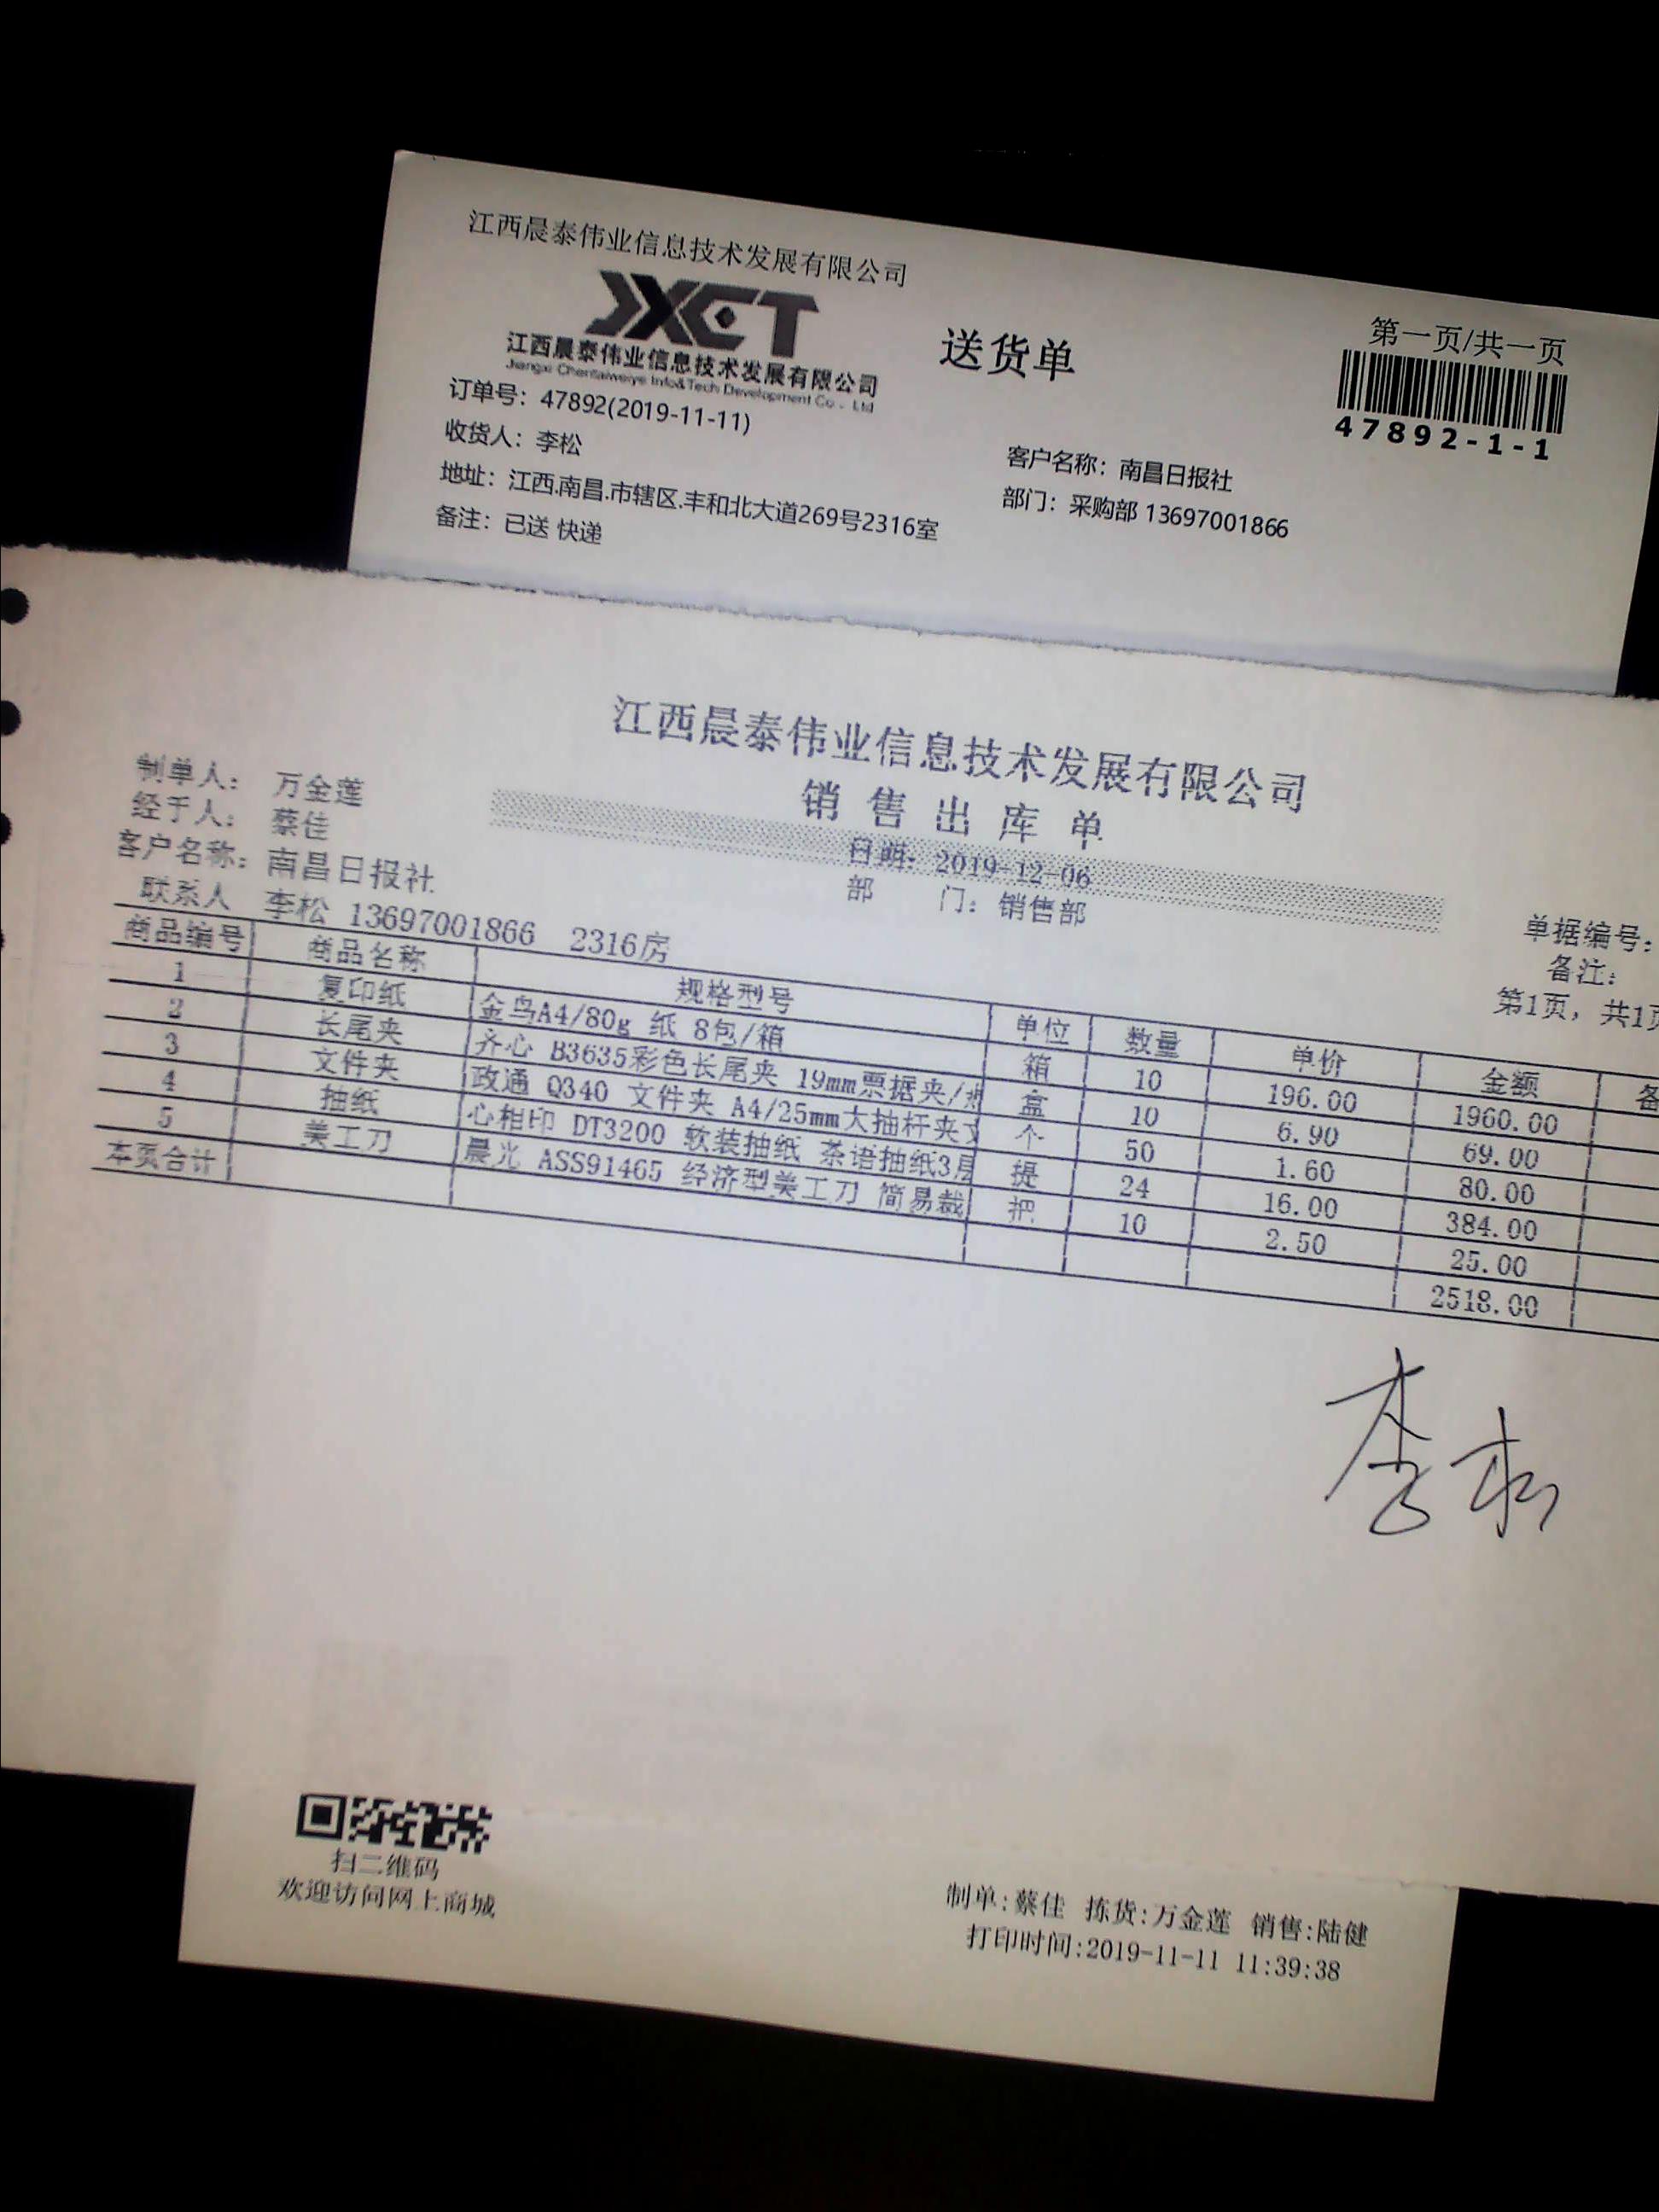 江西晨泰伟业信息技术发展有限公司
JXCT
江西晨泰伟业信息技术发展有限公司
Jiangxi Chentaiweiye Info&Tech Development Co., Ltd
送货单
第一页/共一页
47892-1-1
订单号：47892(2019-11-11)
收货人：李松
客户名称：南昌日报社
地址：江西.南昌.市辖区.丰和北大道269号2316室
部门：采购部 13697001866
备注：已送 快递
江西晨泰伟业信息技术发展有限公司
销售出库单
制单人：万金莲
经手人：蔡佳
日期：2019-12-06
客户名称：南昌日报社
部 门：销售部
单据编号：
联系人 李松 13697001866 2316房
备注：
第1页，共1页
商品编号 商品名称 规格型号 单位 数量 单价 金额 备
1 复印纸 金鸟A4/80g 纸 8包/箱 箱 10 196.00 1960.00
2 长尾夹 齐心 B3635彩色长尾夹 19mm票据夹/ 盒 10 6.90 69.00
3 文件夹 政通 Q340 文件夹 A4/25mm大抽杆夹 个 50 1.60 80.00
4 抽纸 心相印 DT3200 软装抽纸 茶语抽纸3层 提 24 16.00 384.00
5 美工刀 晨光 ASS91465 经济型美工刀 简易裁 把 10 2.50 25.00
本页合计 2518.00
李松
扫二维码
欢迎访问网上商城
制单:蔡佳 拣货:万金莲 销售:陆健
打印时间:2019-11-11 11:39:38